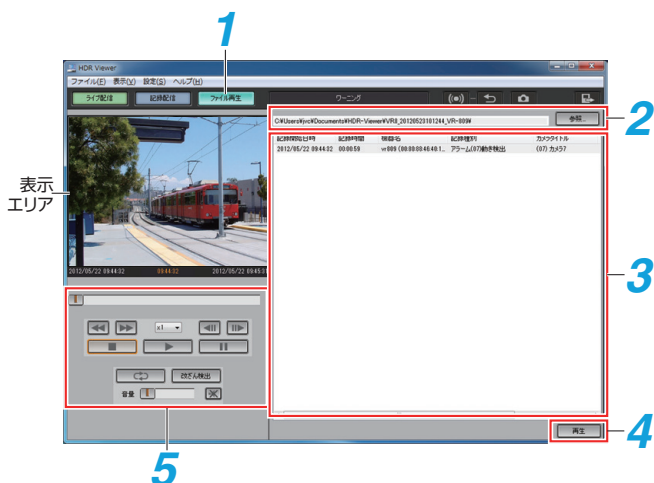 1
HDR Viewer
ファイル(F) 表示(V) 設定(S) ヘルプ(H)
ライブ配信 記録配信 ファイル再生 ワーニング
C:¥Users¥jvc¥Documents¥HDR-Viewer¥VR8_20120523101244_VR-809¥ 参照... 2
記録開始日時 記録時間 機器名 記録種別 カメラタイトル
2012/05/22 09:44:32 00:00:59 アラーム(07)動き検出 (07) カメラ7
表示
エリア
2012/05/22 09:44:32 09:44:32
3
x1
改ざん検出
音量
再生 4
5